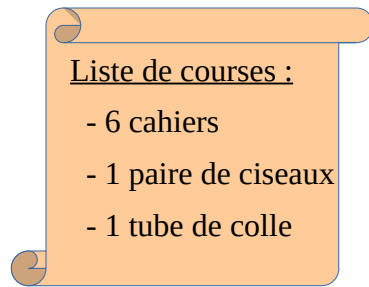 Liste de courses :
- 6 cahiers
- 1 paire de ciseaux
- 1 tube de colle